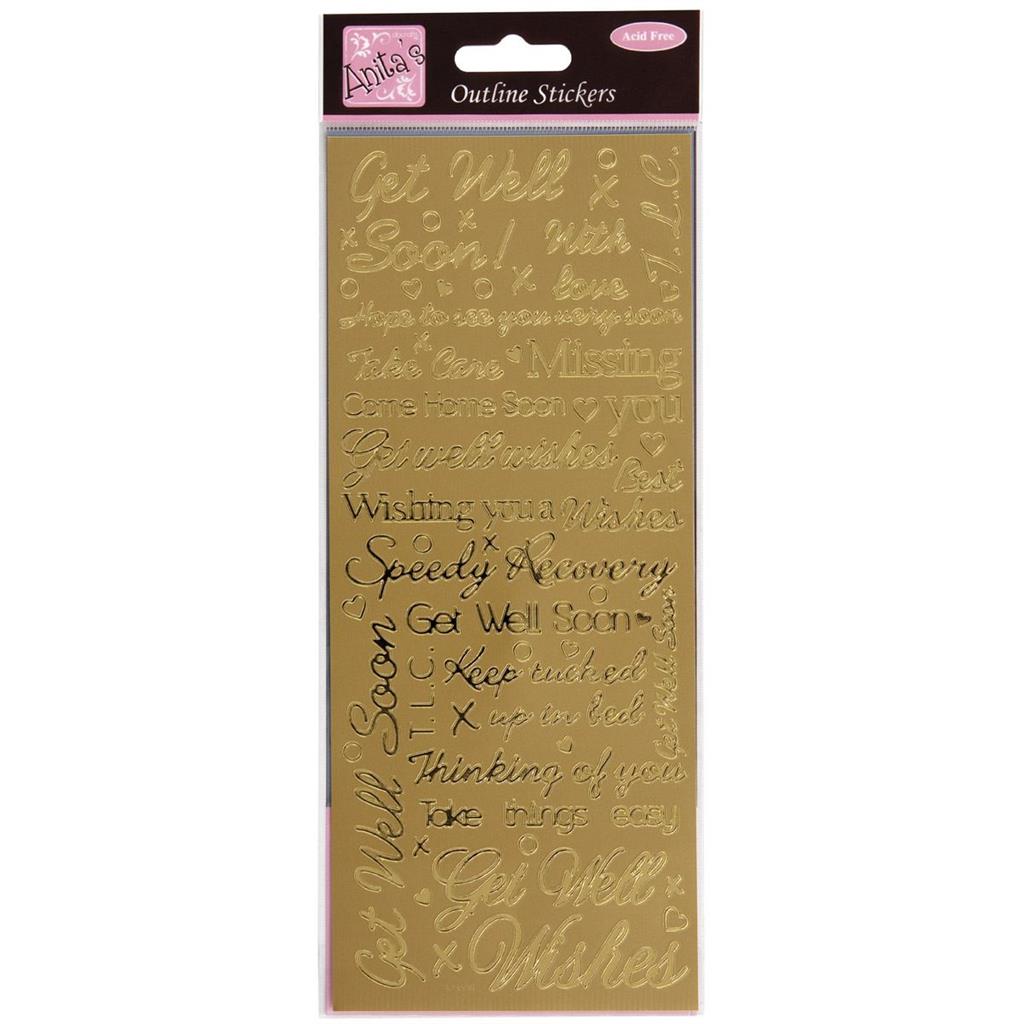 Anita's
Acid Free
Outline Stickers
Get Well
Soon!
With
love
T.L.C.
Hope to see you very soon
Take Care
Missing
you
Come Home Soon
Get well wishes
Best
Wishes
Wishing you a
Speedy Recovery
Get Well Soon
Get Well Soon
T.L.C.
Keep tucked
up in bed
Get Well Soon
Thinking of you
Take things easy
Get Well
Wishes